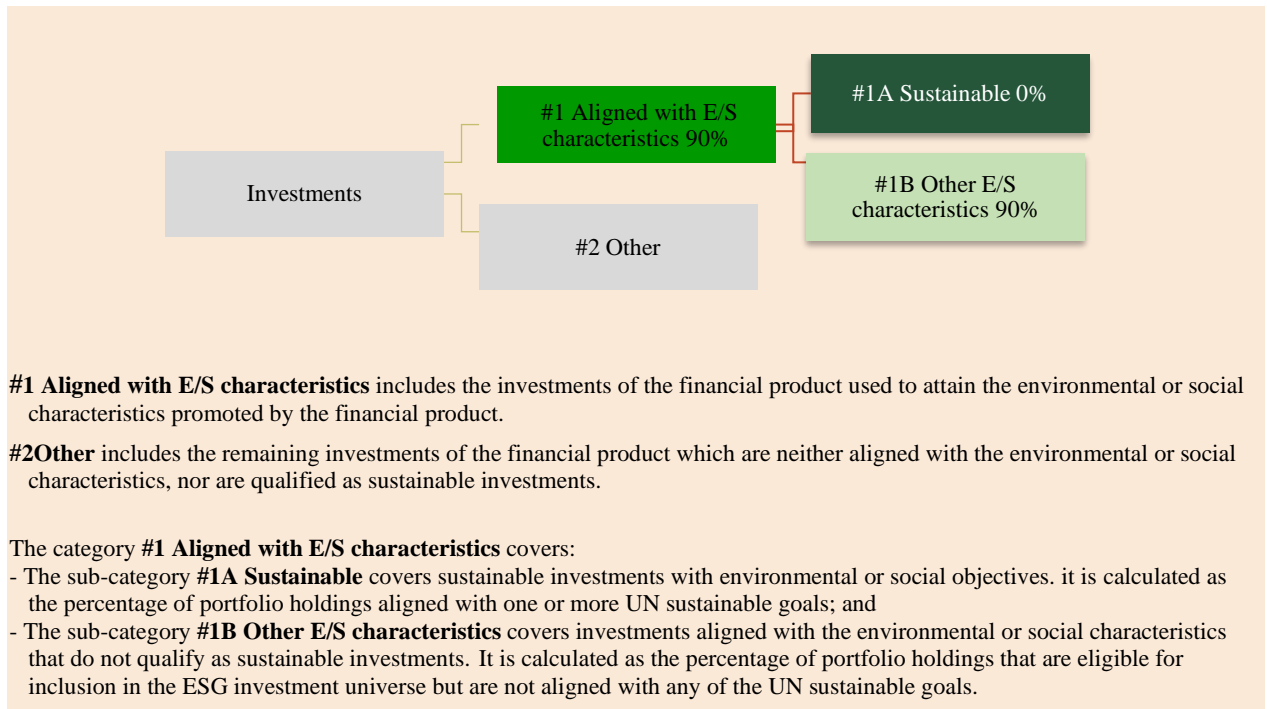 #1A Sustainable 0%
#1 Aligned with E/S
characteristics 90%
#1B Other E/S
characteristics 90%
Investments
#2 Other
#1 Aligned with E/S characteristics includes the investments of the financial product used to attain the environmental or social
characteristics promoted by the financial product.
#2Other includes the remaining investments of the financial product which are neither aligned with the environmental or social
characteristics, nor are qualified as sustainable investments.
The category #1 Aligned with E/S characteristics covers:
- The sub-category #1A Sustainable covers sustainable investments with environmental or social objectives. it is calculated as
the percentage of portfolio holdings aligned with one or more UN sustainable goals; and
- The sub-category #1B Other E/S characteristics covers investments aligned with the environmental or social characteristics
that do not qualify as sustainable investments. It is calculated as the percentage of portfolio holdings that are eligible for
inclusion in the ESG investment universe but are not aligned with any of the UN sustainable goals.